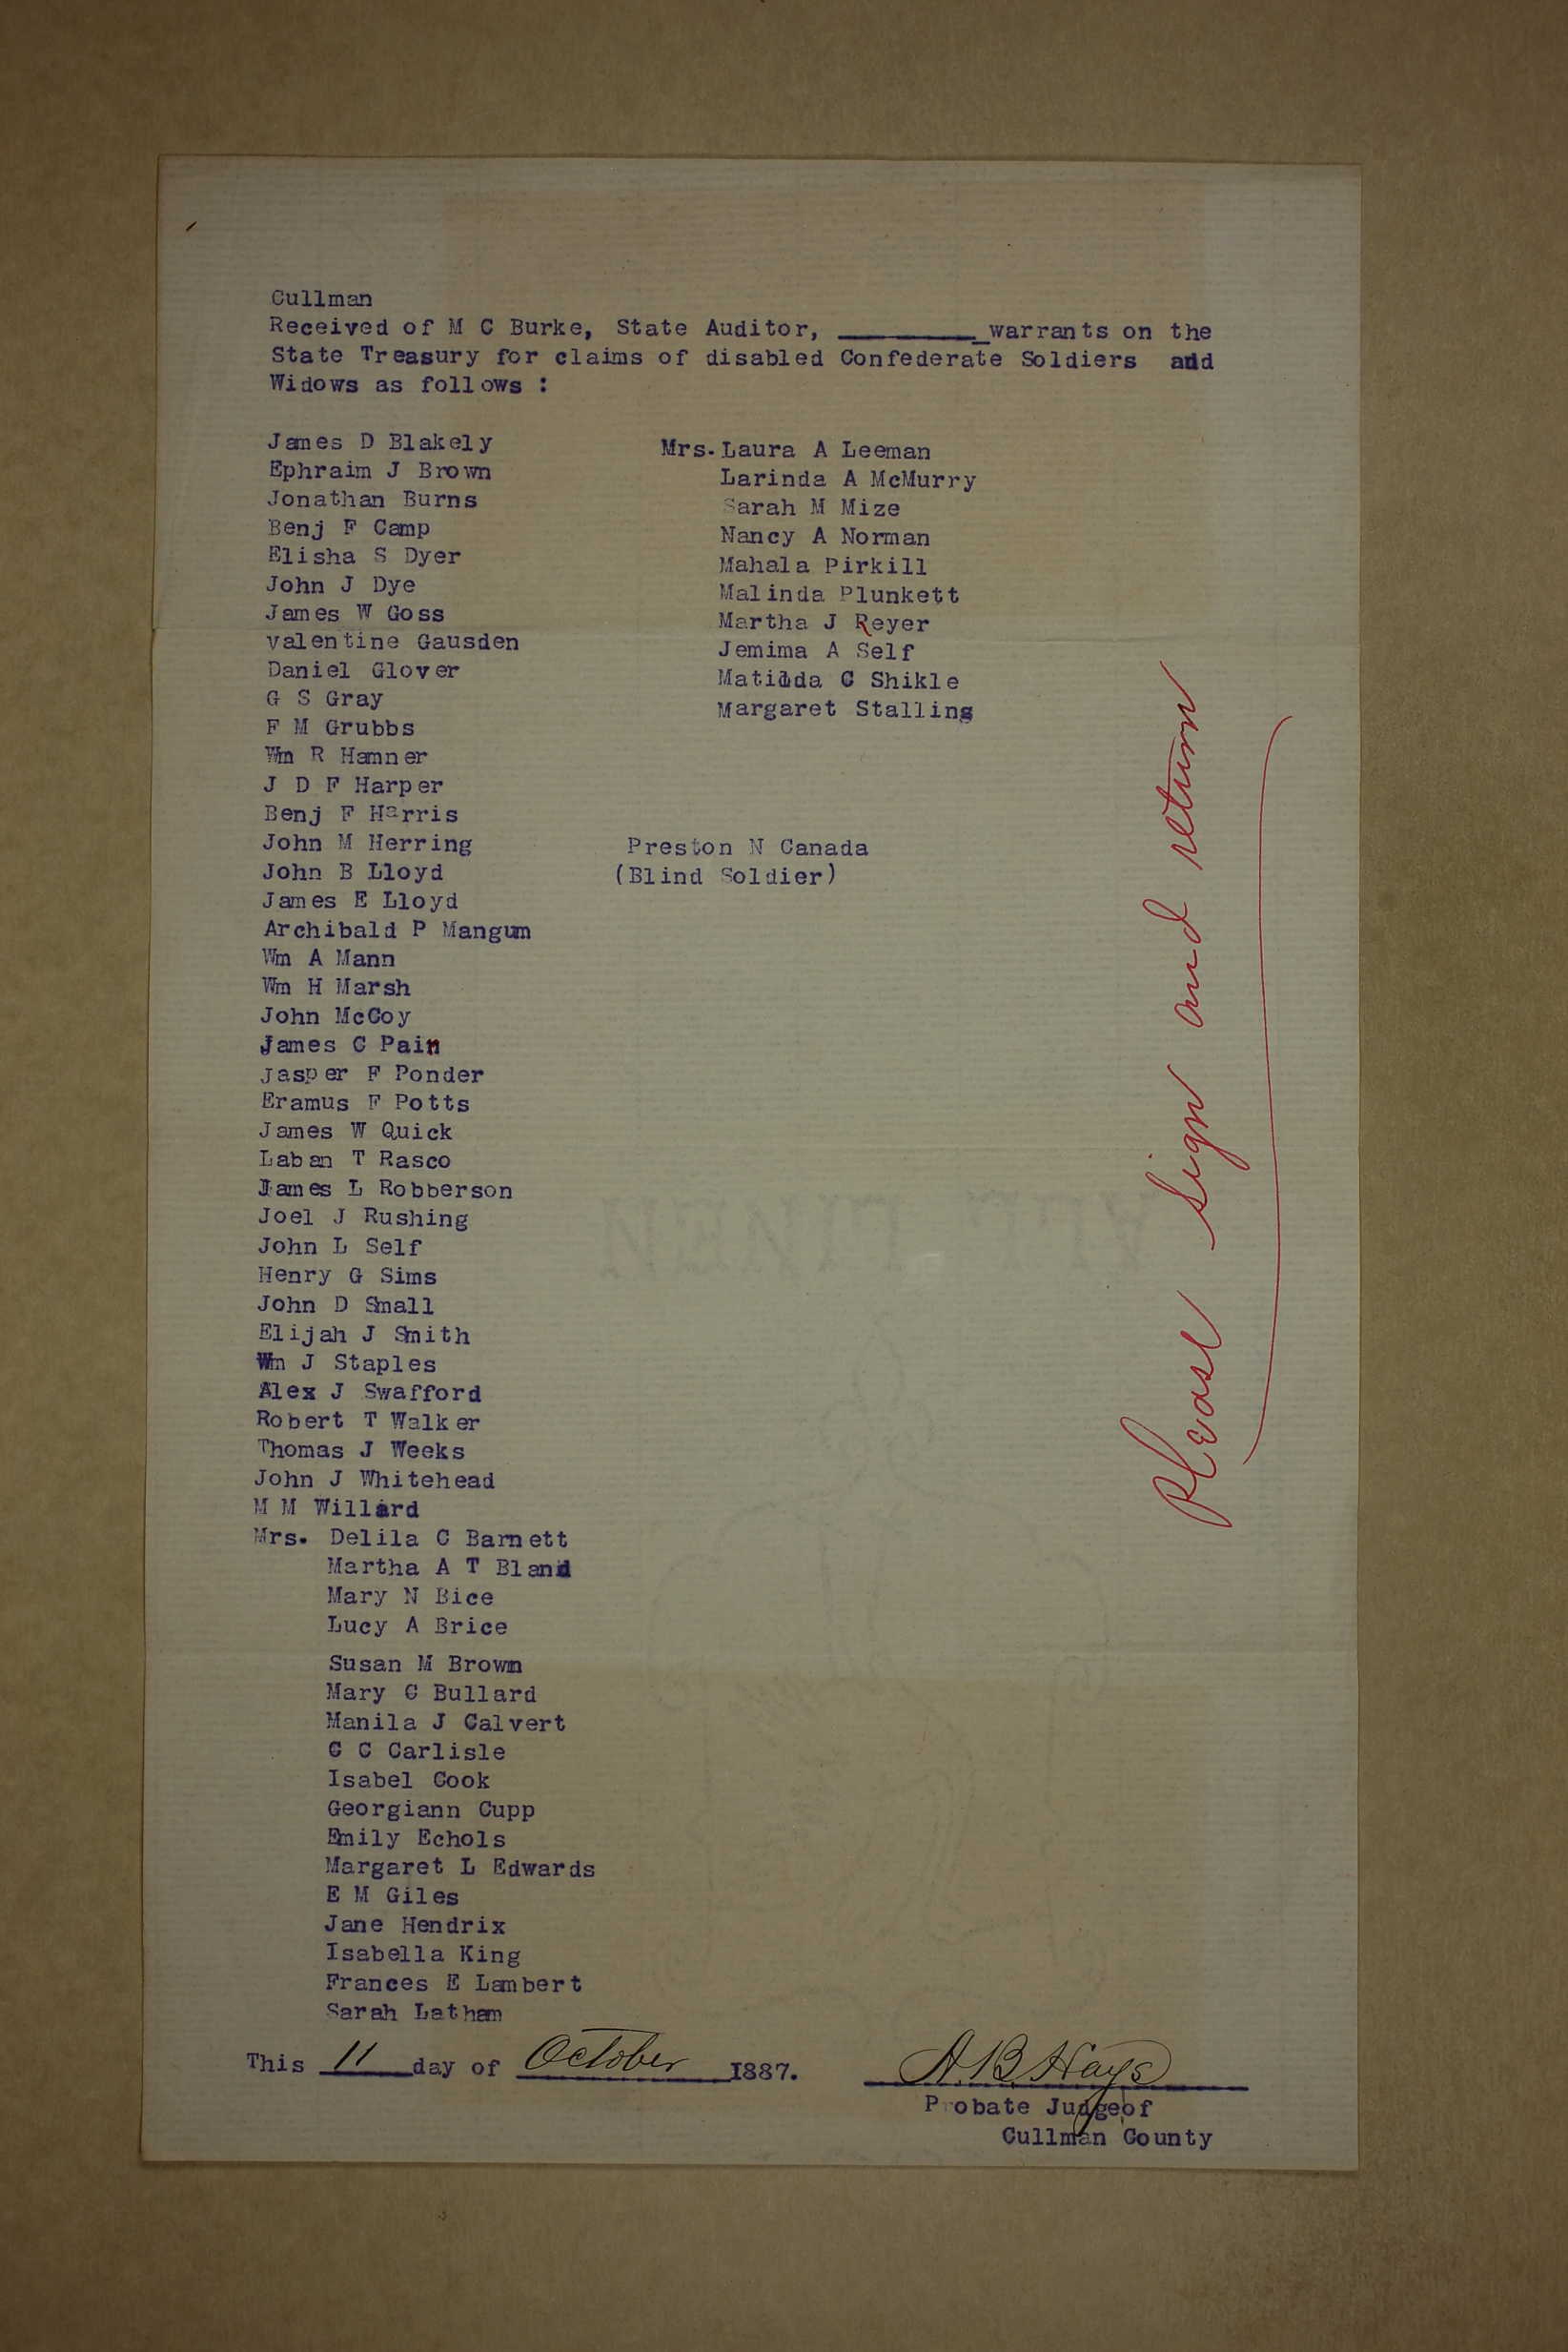 Cullman
Received of M C Burke, State Auditor, _________warrants on the
State Treasury for claims of disabled Confederate Soldiers and
Widows as follows :
James D Blakely
Ephraim J Brown
Jonathan Burns
Benj F Camp
Elisha S Dyer
John J Dye
James W Goss
Valentine Gausden
Daniel Glover
G S Gray
F M Grubbs
Wm R Hamner
J D F Harper
Benj F Harris
John M Herring
John B Lloyd
James E Lloyd
Archibald P Mangum
Wm A Mann
Wm H Marsh
John McCoy
James C Pain
Jasper F Ponder
Eramus F Potts
James W Quick
Laban T Rasco
James L Robberson
Joel J Rushing
John L Self
Henry G Sims
John D Small
Elijah J Smith
Wm J Staples
Alex J Swafford
Robert T Walker
Thomas J Weeks
John J Whitehead
M M Willard
Mrs. Delila C Barnett
Martha A T Bland
Mary N Bice
Lucy A Brice
Susan M Brown
Mary C Bullard
Manila J Calvert
C C Carlisle
Isabel Cook
Georgiann Cupp
Emily Echols
Margaret L Edwards
E M Giles
Jane Hendrix
Isabella King
Frances E Lambert
Sarah Latham
Mrs. Laura A Leeman
Larinda A McMurry
Sarah M Mize
Nancy A Norman
Mahala Pirkill
Malinda Plunkett
Martha J Reyer
Jemima A Self
Matilda C Shikle
Margaret Stalling
Preston N Canada
(Blind Soldier)
Please sign and return
This 11 day of October 1887.
A. B. Hays
Probate Judge of
Cullman County